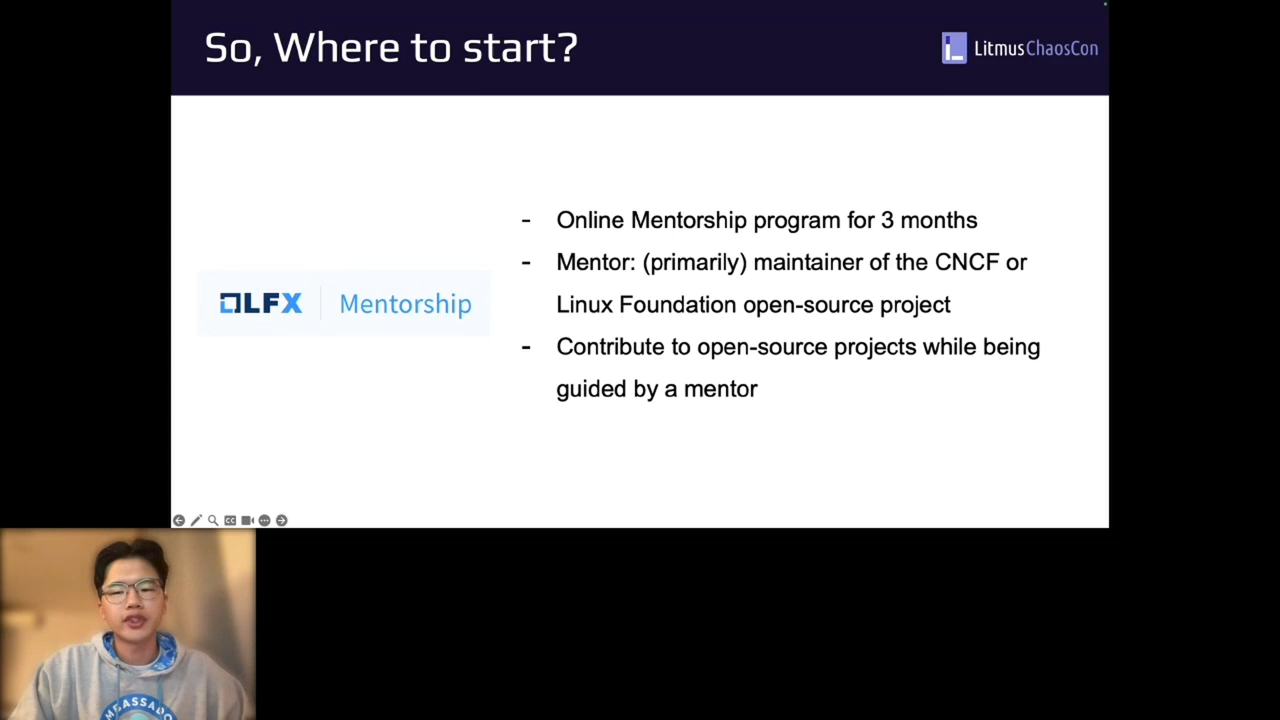 So, Where to start?
LitmusChaosCon
LFX Mentorship
- Online Mentorship program for 3 months
- Mentor: (primarily) maintainer of the CNCF or
Linux Foundation open-source project
- Contribute to open-source projects while being
guided by a mentor
CC